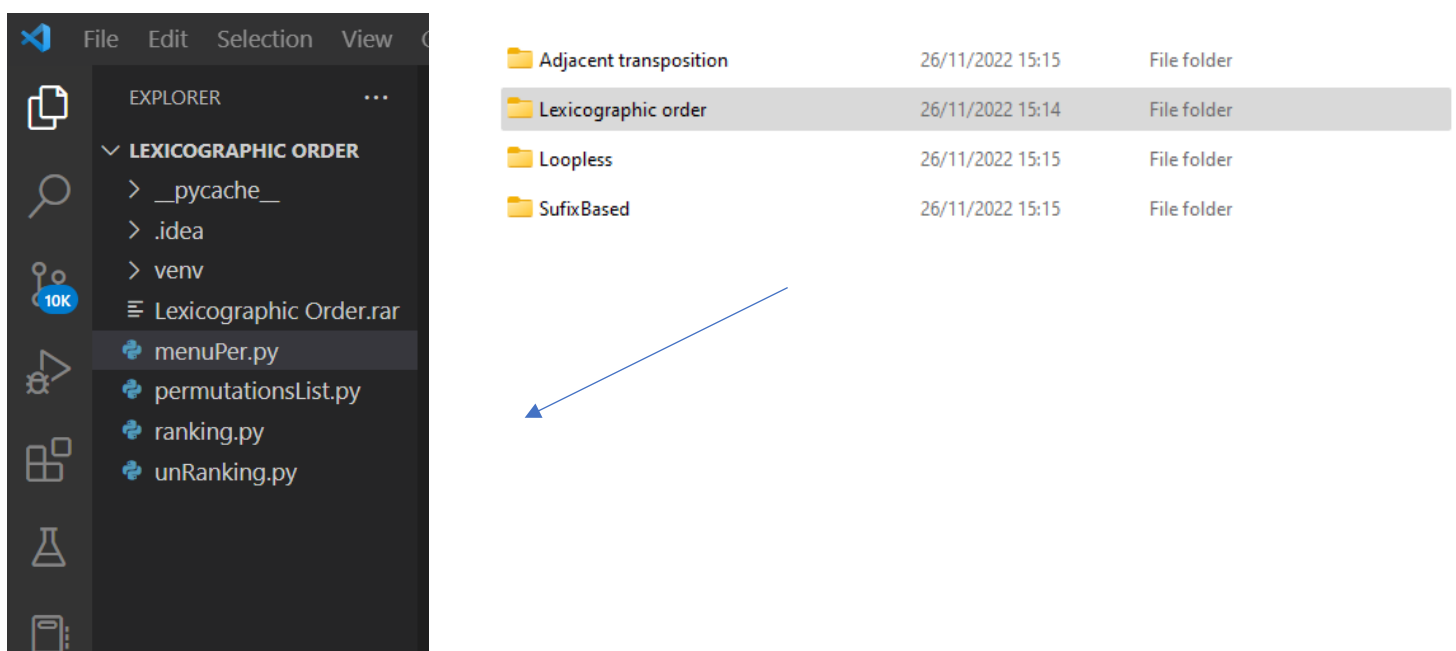 File Edit Selection View
EXPLORER ...
LEXICOGRAPHIC ORDER
__pycache__
.idea
venv
Lexicographic Order.rar
menuPer.py
permutationsList.py
ranking.py
unRanking.py
10K
Adjacent transposition 26/11/2022 15:15 File folder
Lexicographic order 26/11/2022 15:14 File folder
Loopless 26/11/2022 15:15 File folder
SufixBased 26/11/2022 15:15 File folder